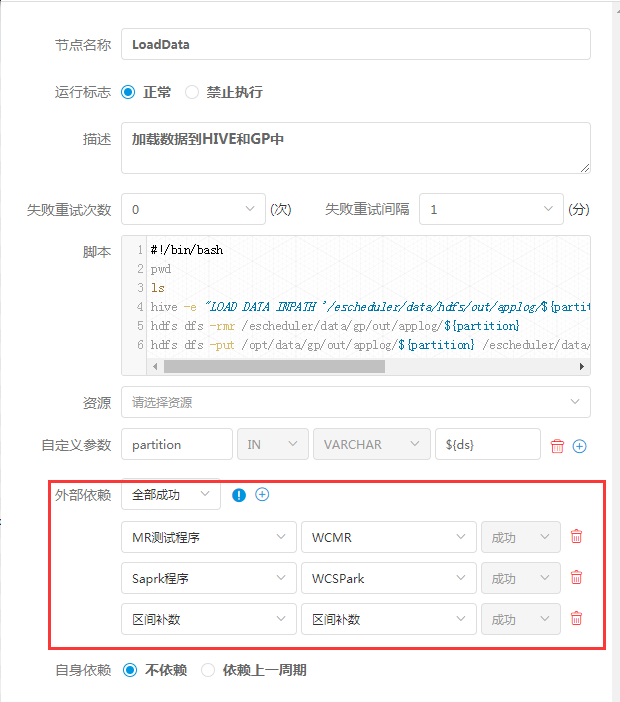 节点名称 LoadData
运行标志 正常 禁止执行
描述 加载数据到HIVE和GP中
失败重试次数 0 (次) 失败重试间隔 1 (分)
脚本 1 #!/bin/bash
2 pwd
3 ls
4 hive -e "LOAD DATA INPATH '/escheduler/data/hdfs/out/applog/${partit
5 hdfs dfs -rmr /escheduler/data/gp/out/applog/${partition}
6 hdfs dfs -put /opt/data/gp/out/applog/${partition} /escheduler/data/
资源 请选择资源
自定义参数 partition IN VARCHAR ${ds}
外部依赖 全部成功
MR测试程序 WCMR 成功
Saprk程序 WCSPark 成功
区间补数 区间补数 成功
自身依赖 不依赖 依赖上一周期